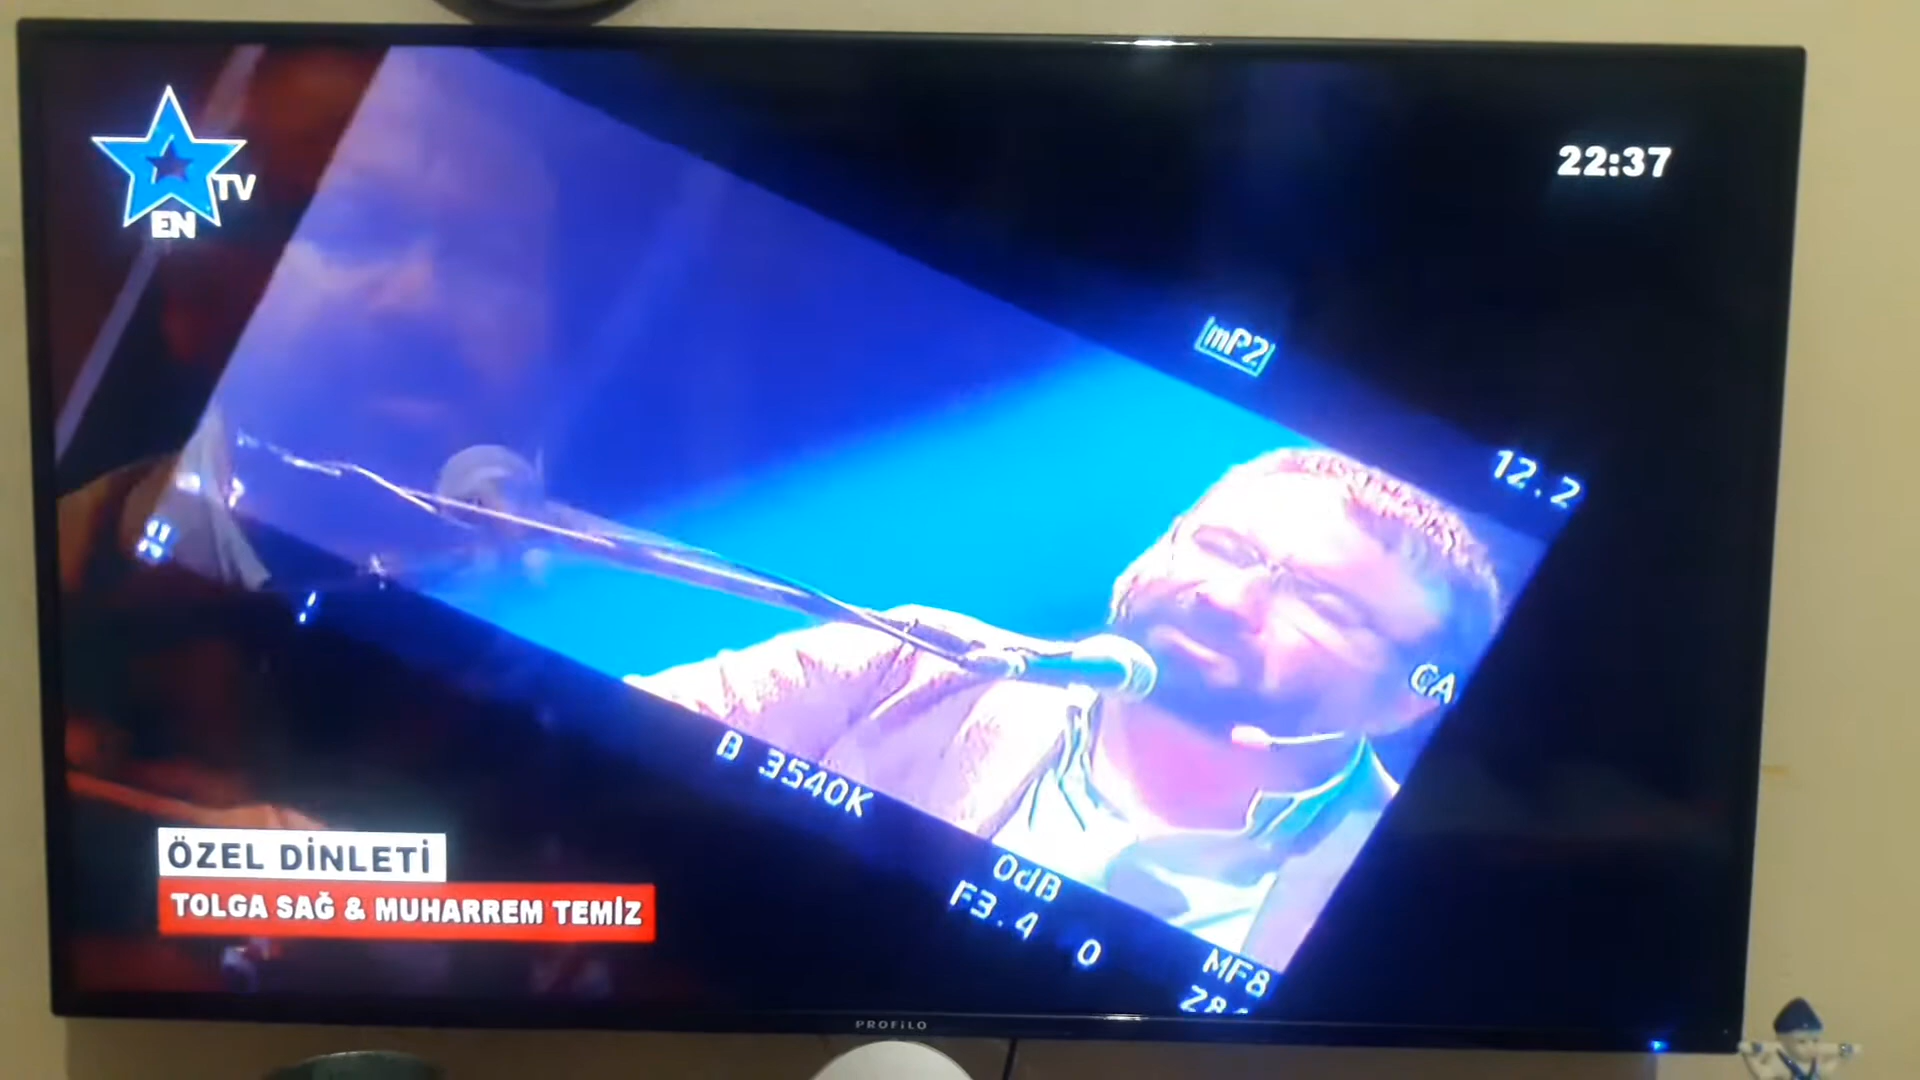 TV
EN
22:37
mP2
12.2
CA
B 3540K
0dB
F3.4 0
MF8
ÖZEL DİNLETİ
TOLGA SAĞ & MUHARREM TEMİZ
PROFiLO